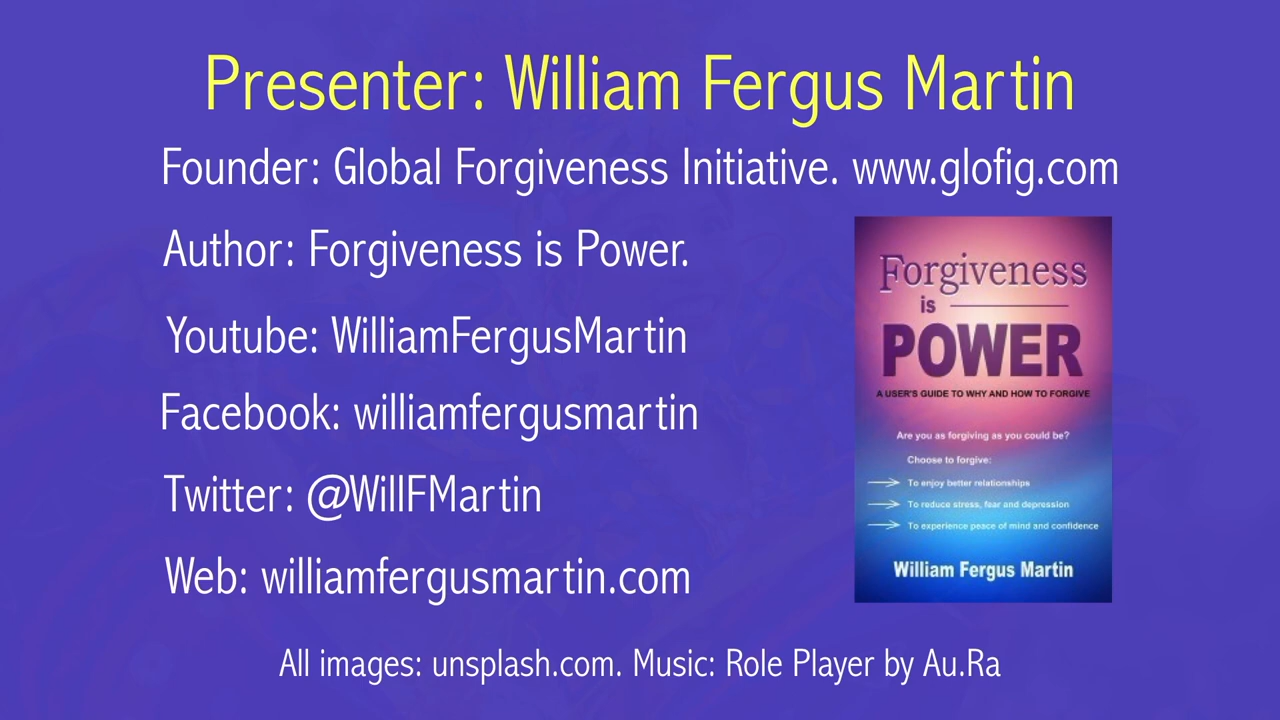 Presenter: William Fergus Martin
Founder: Global Forgiveness Initiative. www.glofig.com
Author: Forgiveness is Power.
Youtube: WilliamFergusMartin
Facebook: williamfergusmartin
Twitter: @WillFMartin
Web: williamfergusmartin.com
Forgiveness
is
POWER
A USER'S GUIDE TO WHY AND HOW TO FORGIVE
Are you as forgiving as you could be?
Choose to forgive:
To enjoy better relationships
To reduce stress, fear and depression
To experience peace of mind and confidence
William Fergus Martin
All images: unsplash.com. Music: Role Player by Au.Ra